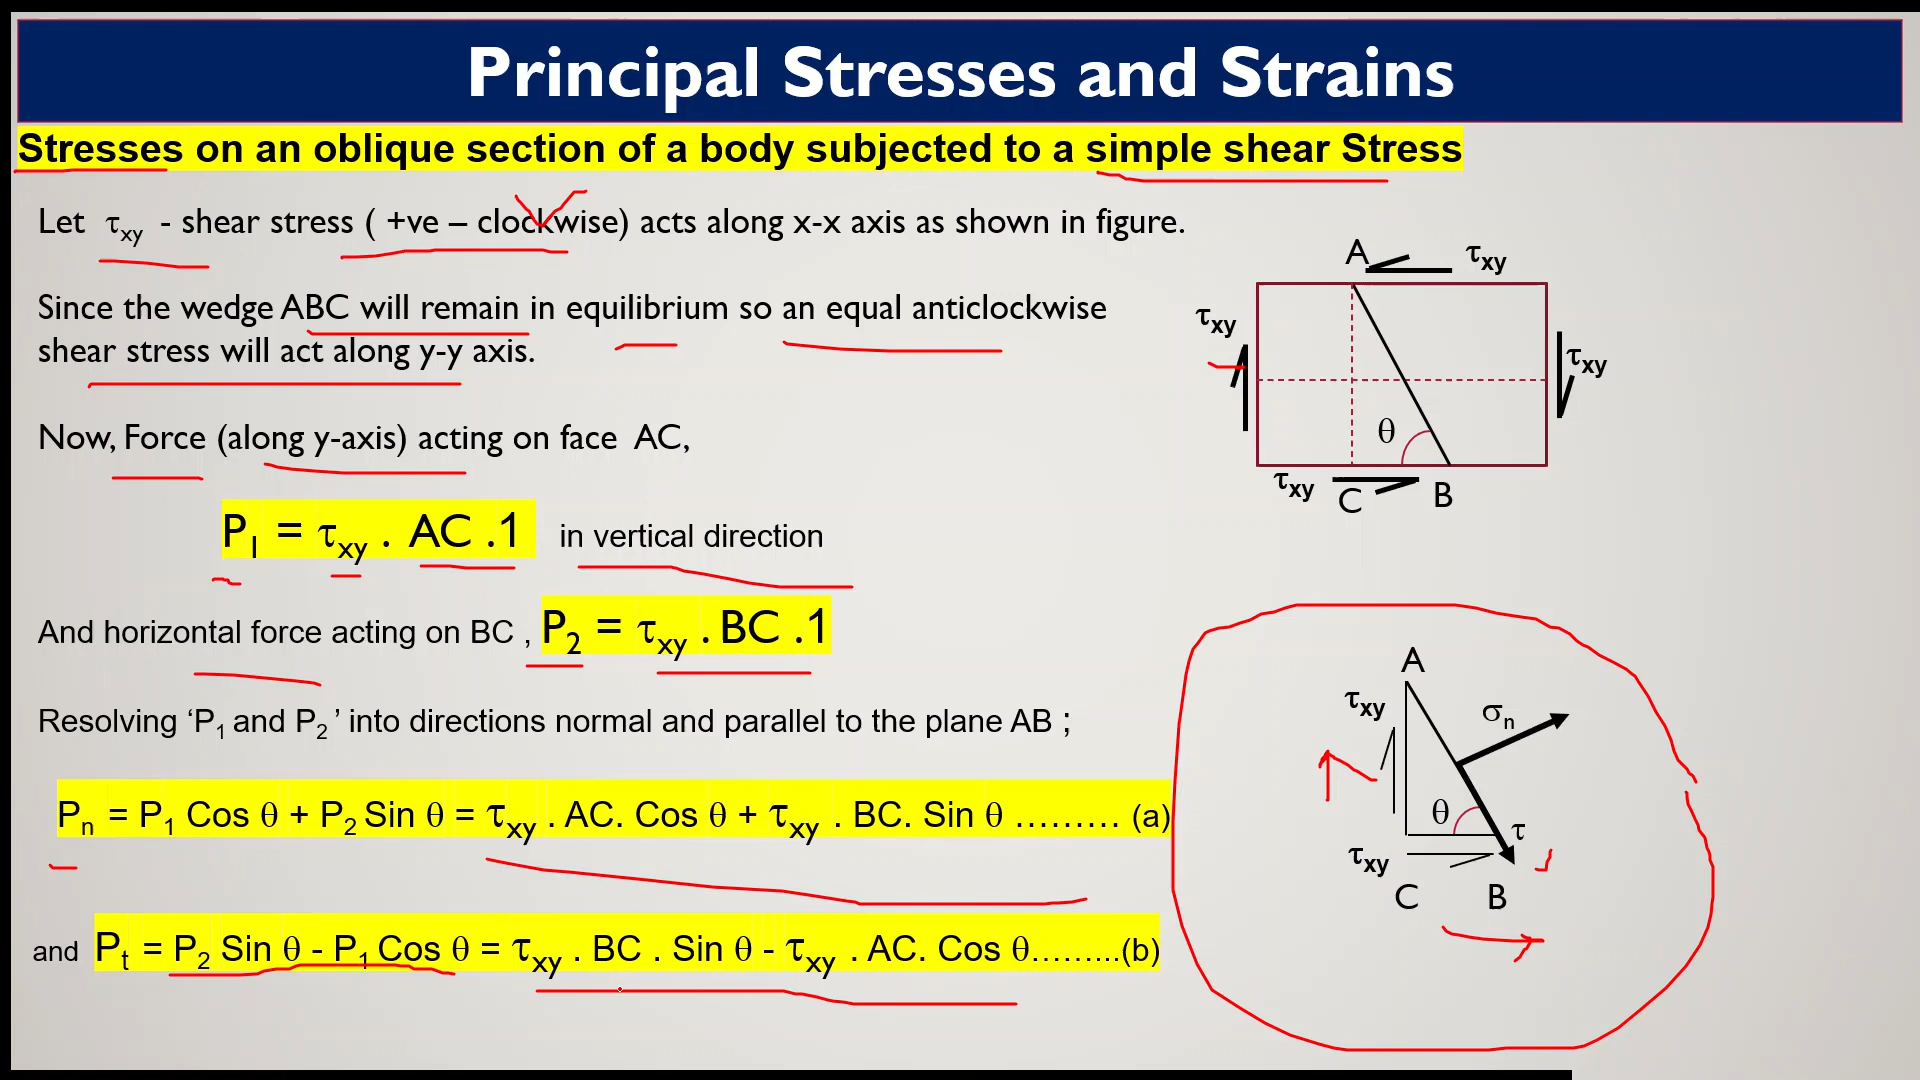 Principal Stresses and Strains
Stresses on an oblique section of a body subjected to a simple shear Stress
Let τxy - shear stress ( +ve – clockwise) acts along x-x axis as shown in figure.
Since the wedge ABC will remain in equilibrium so an equal anticlockwise
shear stress will act along y-y axis.
Now, Force (along y-axis) acting on face AC,
P1 = τxy . AC .1 in vertical direction
And horizontal force acting on BC , P2 = τxy . BC .1
Resolving ‘P1 and P2 ’ into directions normal and parallel to the plane AB ;
Pn = P1 Cos θ + P2 Sin θ = τxy . AC. Cos θ + τxy . BC. Sin θ ……… (a)
and Pt = P2 Sin θ - P1 Cos θ = τxy . BC . Sin θ - τxy . AC. Cos θ……...(b)
A τxy
τxy
τxy
θ
τxy C B
A
τxy
σn
θ
τ
τxy
C B